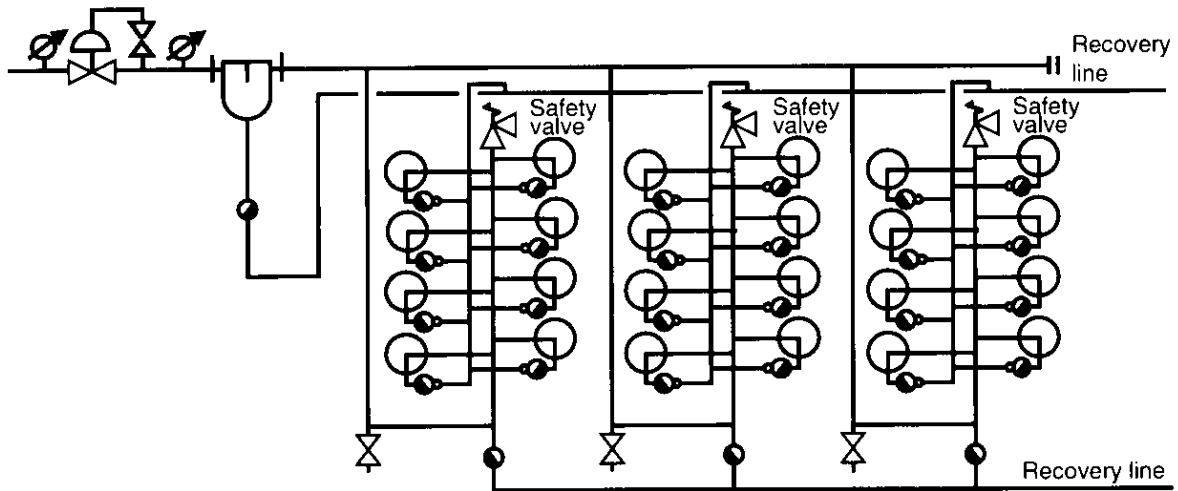 Recovery
line
Safety
valve
Safety
valve
Safety
valve
Recovery line